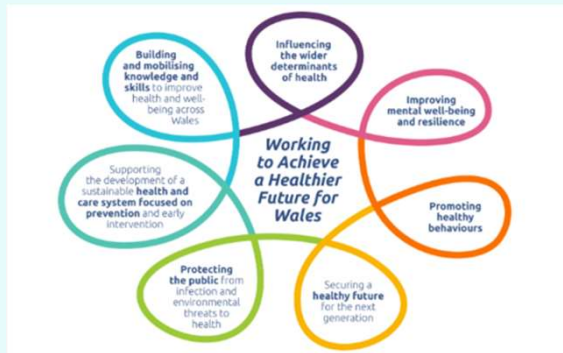 Working
to Achieve
a Healthier
Future for
Wales
Influencing
the wider
determinants
of health
Improving
mental well-being
and resilience
Promoting
healthy
behaviours
Securing a
healthy future
for the next
generation
Protecting
the public from
infection and
environmental
threats to
health
Supporting
the development of a
sustainable health and
care system focused on
prevention and early
intervention
Building
and mobilising
knowledge and
skills to improve
health and well-
being across
Wales